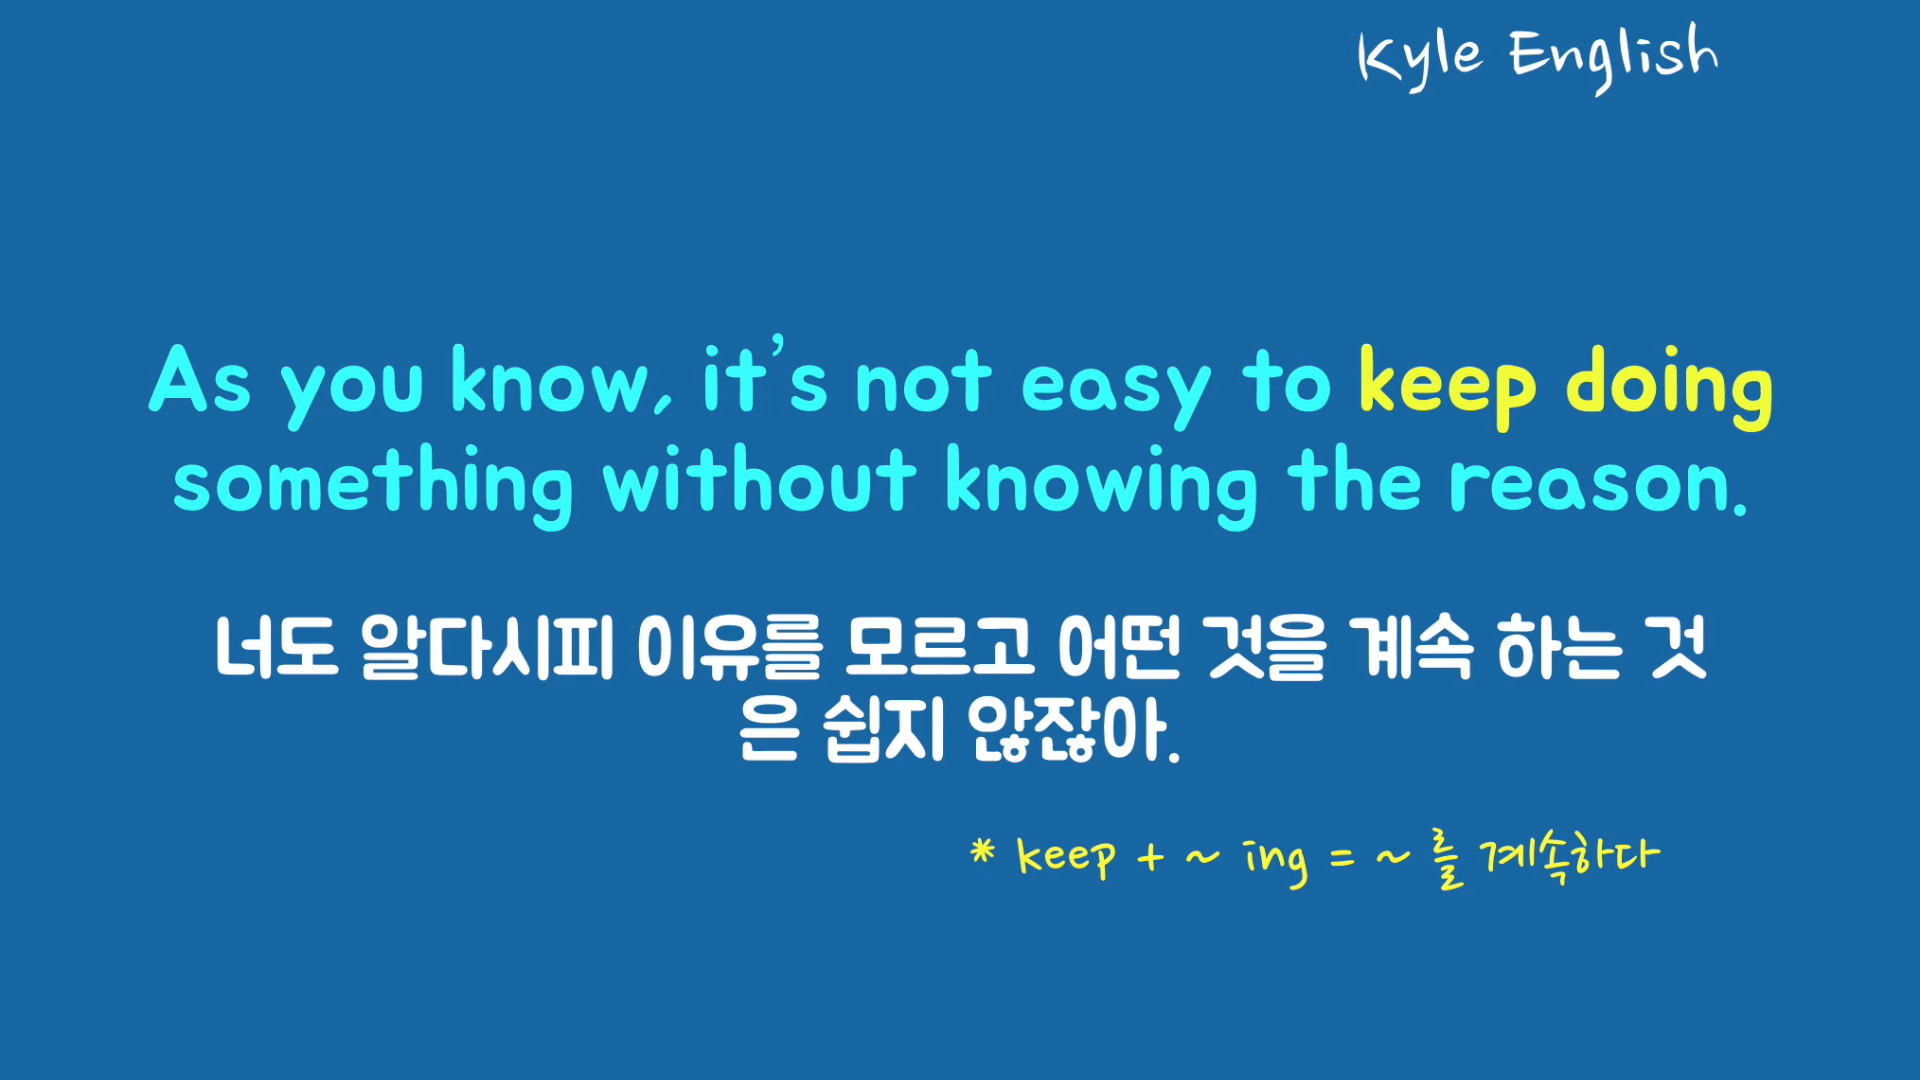 Kyle English
As you know, it's not easy to keep doing
something without knowing the reason.
너도 알다시피 이유를 모르고 어떤 것을 계속 하는 것
은 쉽지 않잖아.
* keep + ~ ing = ~ 를 계속하다